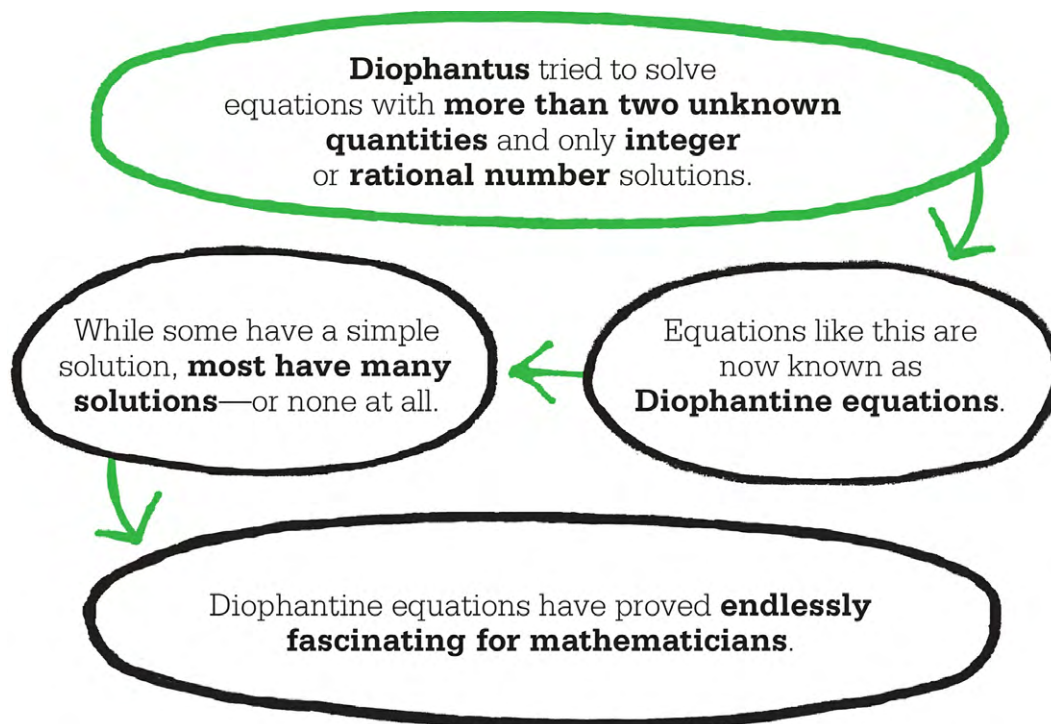 Diophantus tried to solve
equations with more than two unknown
quantities and only integer
or rational number solutions.
Equations like this are
now known as
Diophantine equations.
While some have a simple
solution, most have many
solutions—or none at all.
Diophantine equations have proved endlessly
fascinating for mathematicians.